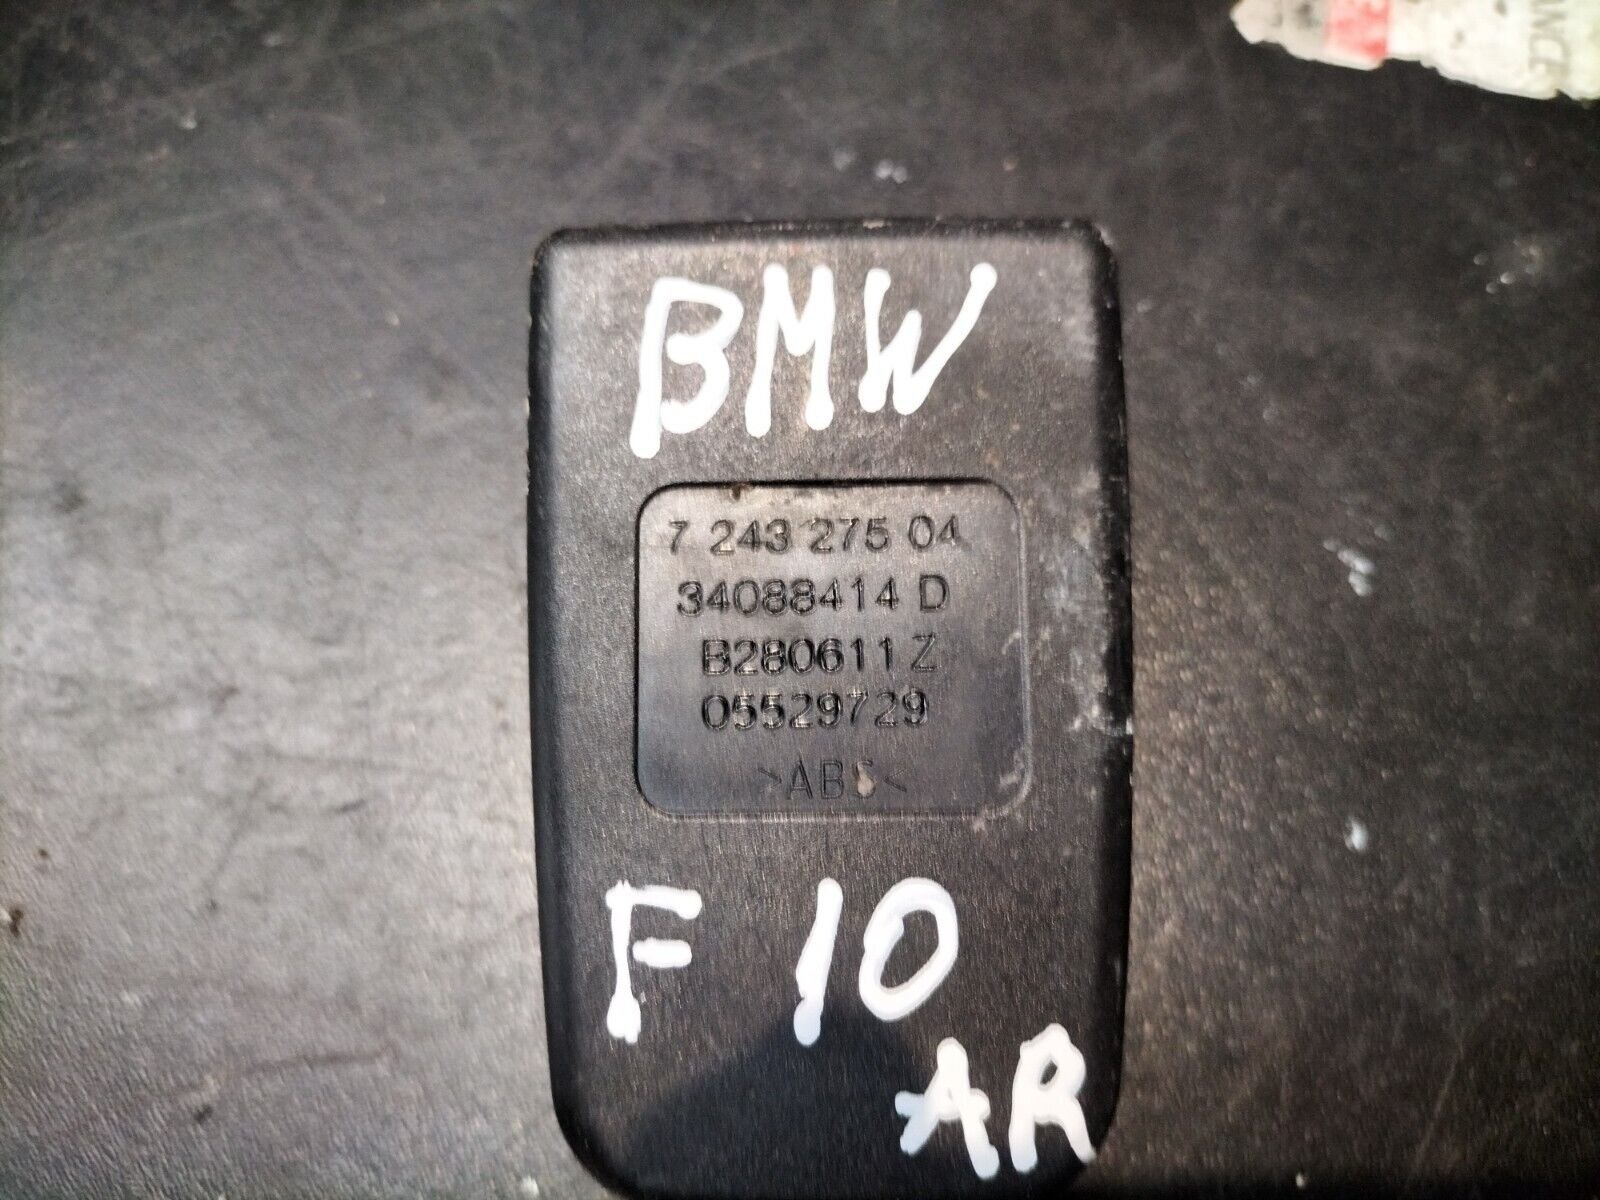 BMW
7 243 275 04
34088414 D
B280611 Z
05529729
>ABS<
F 10
AR